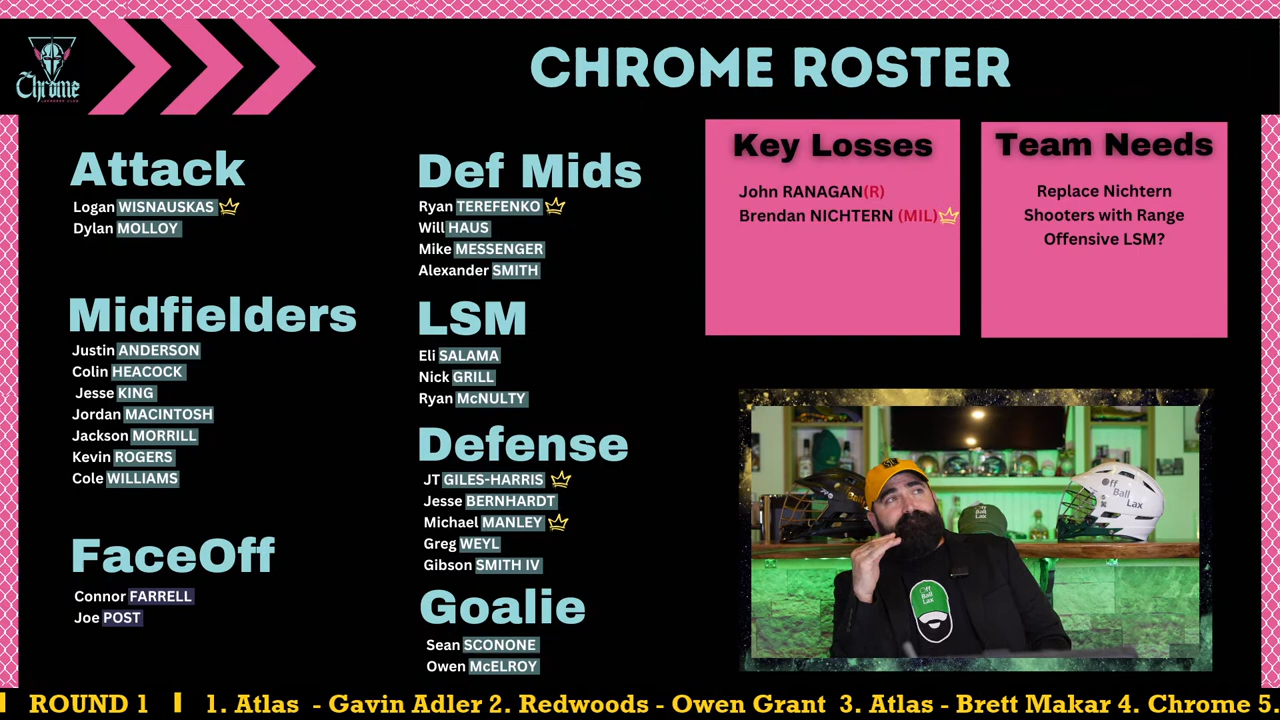 Chrome
CHROME ROSTER
Attack
Logan WISNAUSKAS
Dylan MOLLOY
Midfielders
Justin ANDERSON
Colin HEACOCK
Jesse KING
Jordan MACINTOSH
Jackson MORRILL
Kevin ROGERS
Cole WILLIAMS
FaceOff
Connor FARRELL
Joe POST
Def Mids
Ryan TEREFENKO
Will HAUS
Mike MESSENGER
Alexander SMITH
LSM
Eli SALAMA
Nick GRILL
Ryan McNULTY
Defense
JT GILES-HARRIS
Jesse BERNHARDT
Michael MANLEY
Greg WEYL
Gibson SMITH IV
Goalie
Sean SCONONE
Owen McELROY
Key Losses
John RANAGAN(R)
Brendan NICHTERN (MIL)
Team Needs
Replace Nichtern
Shooters with Range
Offensive LSM?
Off
Ball
Lax
Off
Ball
Lax
ROUND 1 I 1. Atlas - Gavin Adler 2. Redwoods - Owen Grant 3. Atlas - Brett Makar 4. Chrome 5.